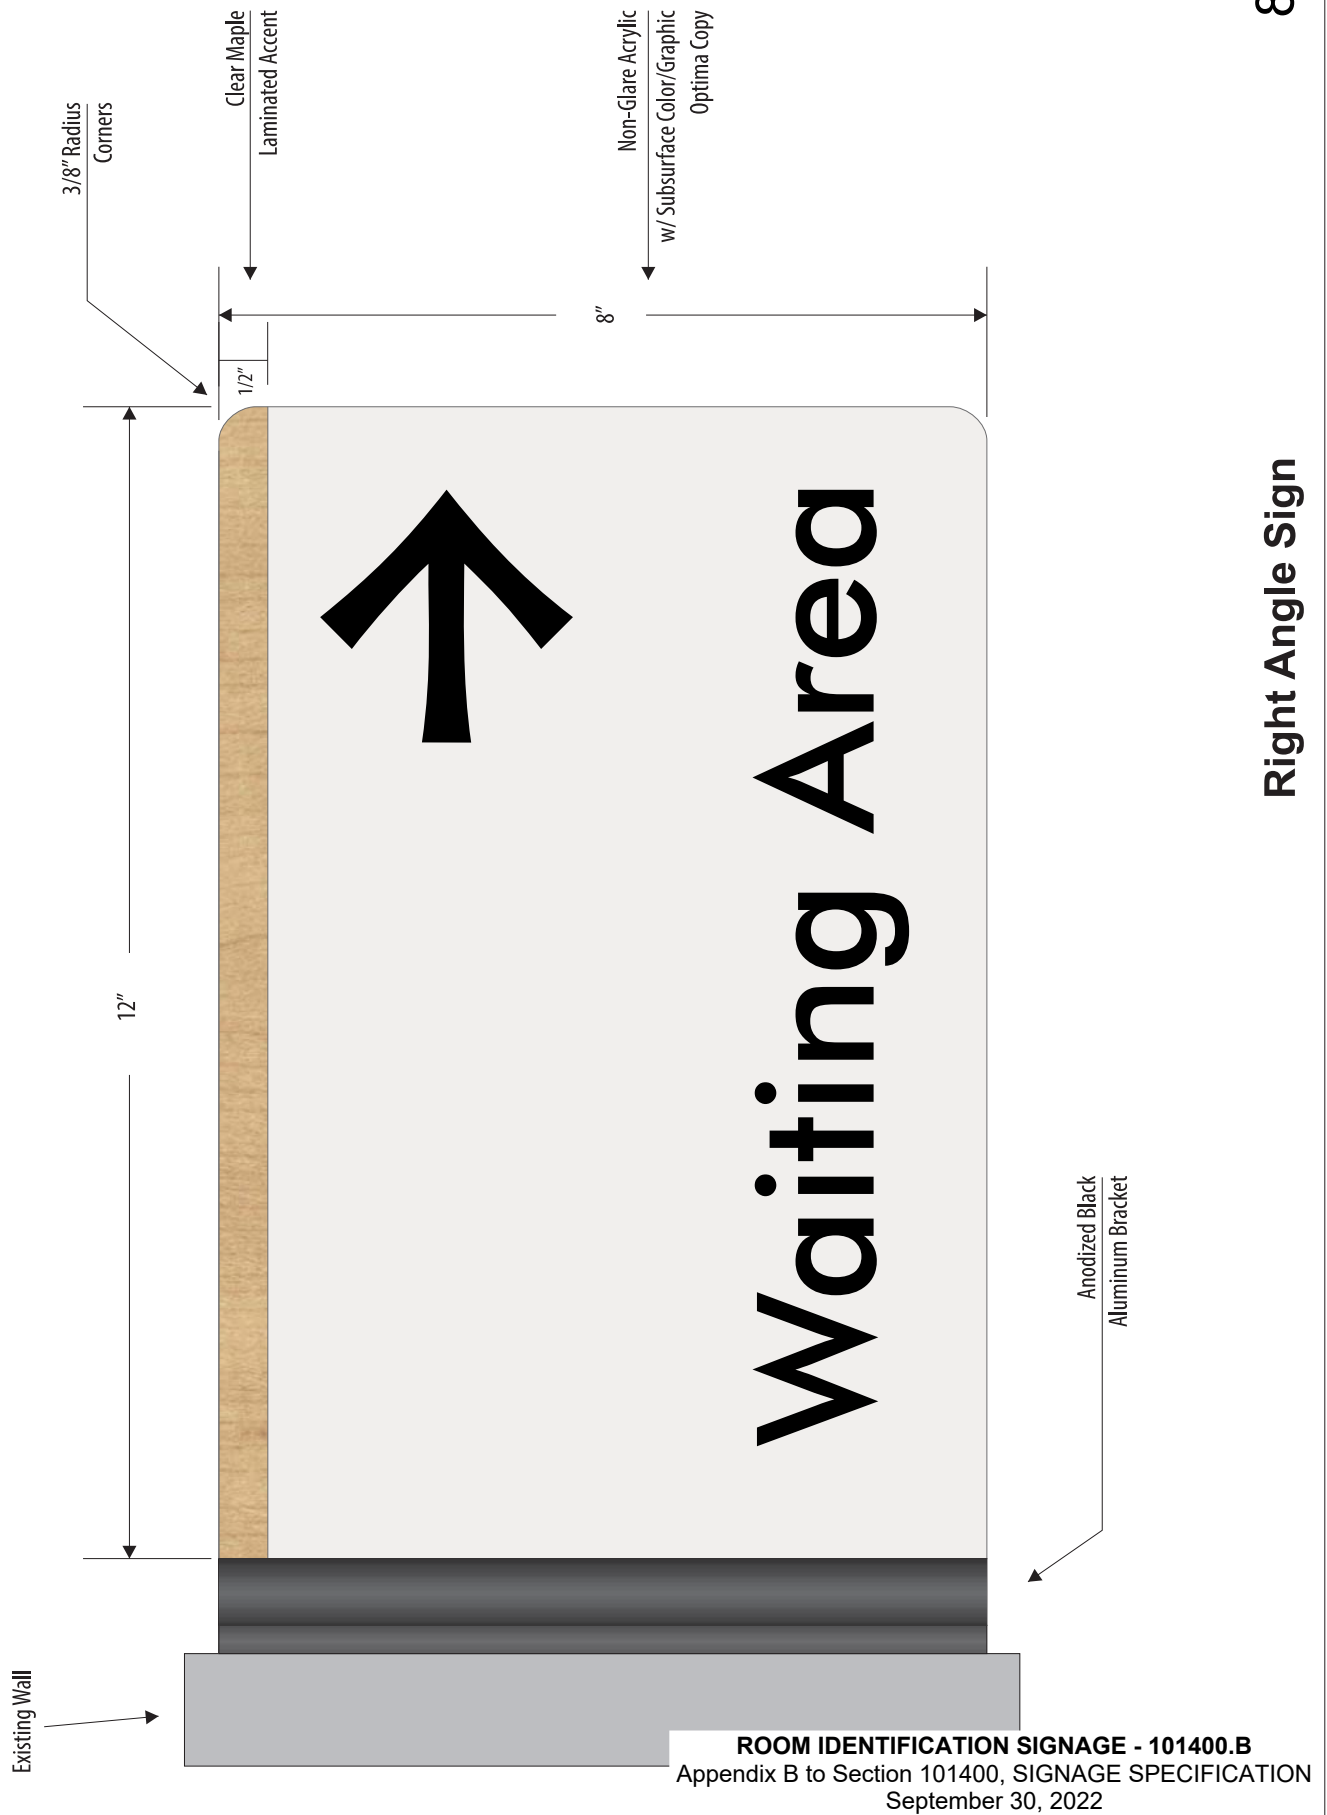 Existing Wall
12”
3/8” Radius
Corners
Clear Maple
Laminated Accent
1/2”
8”
Non-Glare Acrylic
w/ Subsurface Color/Graphic
Optima Copy
Waiting Area
Anodized Black
Aluminum Bracket
Right Angle Sign
8
ROOM IDENTIFICATION SIGNAGE - 101400.B
Appendix B to Section 101400, SIGNAGE SPECIFICATION
September 30, 2022